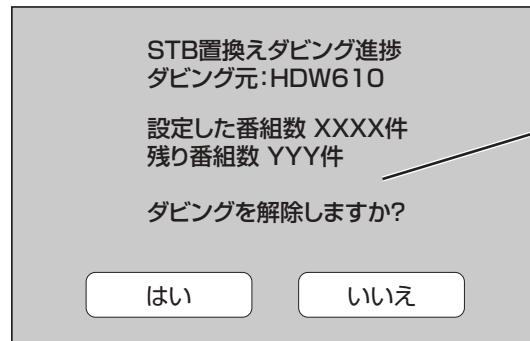 STB置換えダビング進捗
ダビング元:HDW610
設定した番組数 XXXX件
残り番組数 YYY件
ダビングを解除しますか?
はい
いいえ